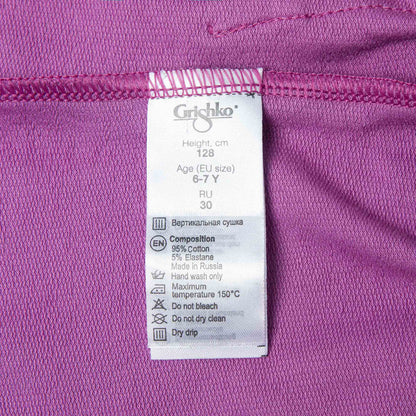 Grishko
Height, cm
128
Age (EU size)
6-7 Y
RU
30
Вертикальная сушка
EN Composition
95% Cotton
5% Elastane
Made in Russia
Hand wash only
Maximum
temperature 150°C
Do not bleach
Do not dry clean
Dry drip